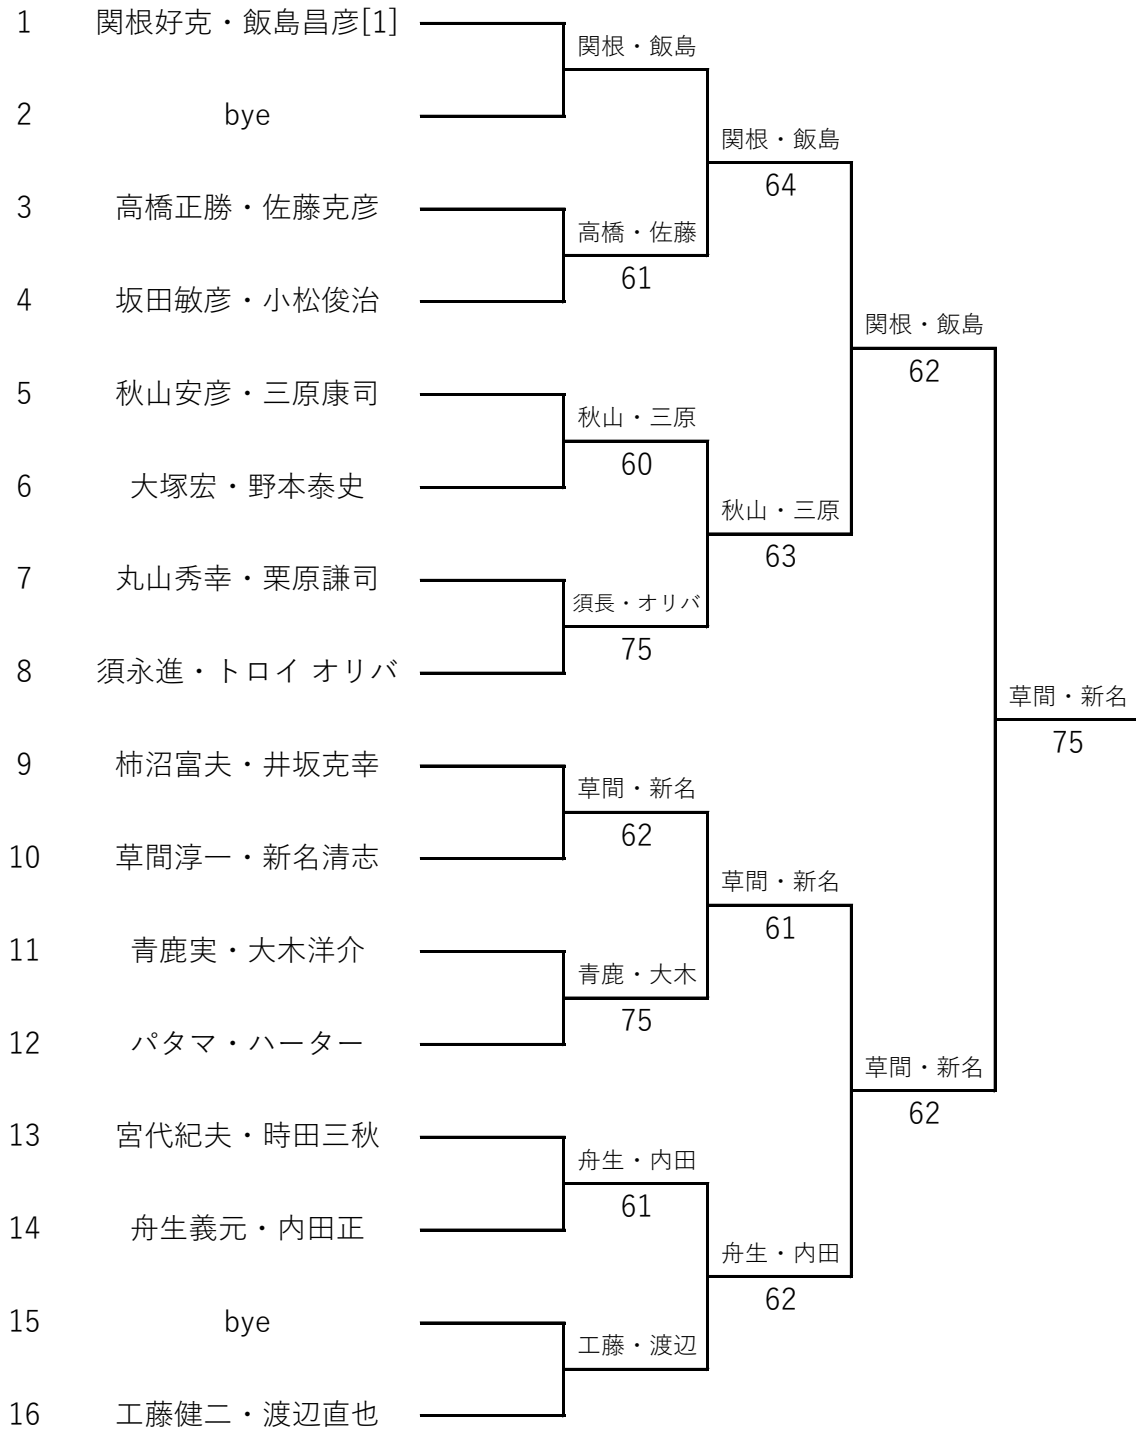 1 関根好克・飯島昌彦[1]
関根・飯島
2 bye
関根・飯島
64
3 高橋正勝・佐藤克彦
高橋・佐藤
61
4 坂田敏彦・小松俊治
関根・飯島
62
5 秋山安彦・三原康司
秋山・三原
60
6 大塚宏・野本泰史
秋山・三原
63
7 丸山秀幸・栗原謙司
須長・オリバ
75
8 須永進・トロイ オリバ
草間・新名
75
9 柿沼富夫・井坂克幸
草間・新名
62
10 草間淳一・新名清志
草間・新名
61
11 青鹿実・大木洋介
青鹿・大木
75
12 パタマ・ハーター
草間・新名
62
13 宮代紀夫・時田三秋
舟生・内田
61
14 舟生義元・内田正
舟生・内田
62
15 bye
工藤・渡辺
16 工藤健二・渡辺直也